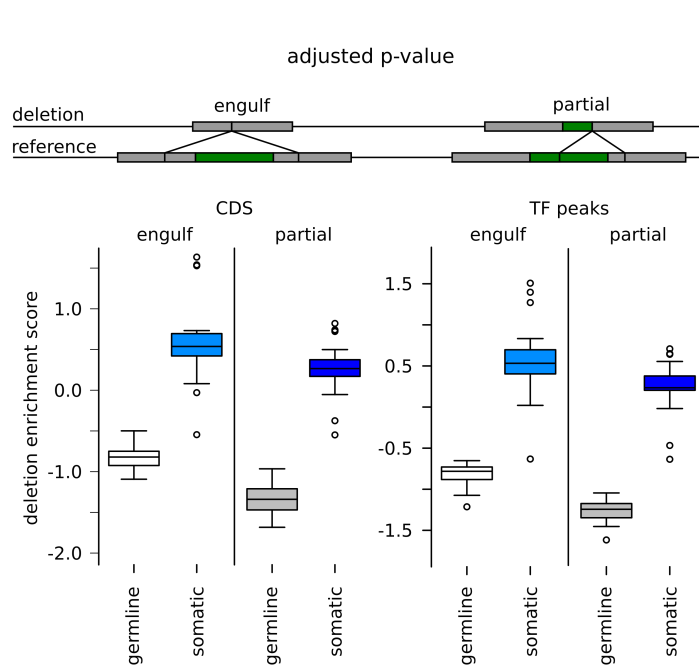 adjusted p-value
engulf partial
deletion
reference
CDS TF peaks
engulf partial engulf partial
deletion enrichment score
1.0
0.0
-1.0
-2.0
1.5
0.5
-0.5
-1.5
germline somatic germline somatic germline somatic germline somatic